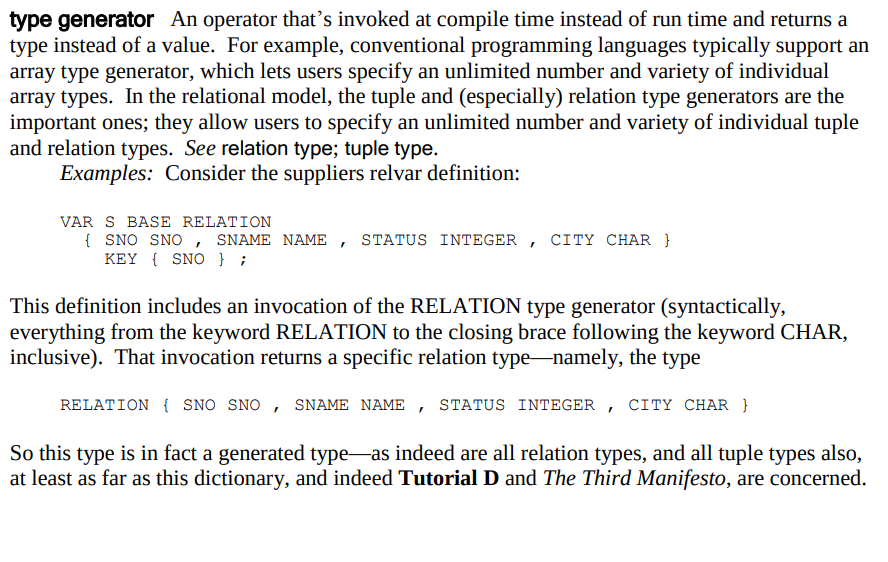 type generator An operator that's invoked at compile time instead of run time and returns a
type instead of a value. For example, conventional programming languages typically support an
array type generator, which lets users specify an unlimited number and variety of individual
array types. In the relational model, the tuple and (especially) relation type generators are the
important ones; they allow users to specify an unlimited number and variety of individual tuple
and relation types. See relation type; tuple type.
Examples: Consider the suppliers relvar definition:
VAR S BASE RELATION
{ SNO SNO , SNAME NAME , STATUS INTEGER , CITY CHAR }
KEY { SNO } ;
This definition includes an invocation of the RELATION type generator (syntactically,
everything from the keyword RELATION to the closing brace following the keyword CHAR,
inclusive). That invocation returns a specific relation type—namely, the type
RELATION { SNO SNO , SNAME NAME , STATUS INTEGER , CITY CHAR }
So this type is in fact a generated type—as indeed are all relation types, and all tuple types also,
at least as far as this dictionary, and indeed Tutorial D and The Third Manifesto, are concerned.